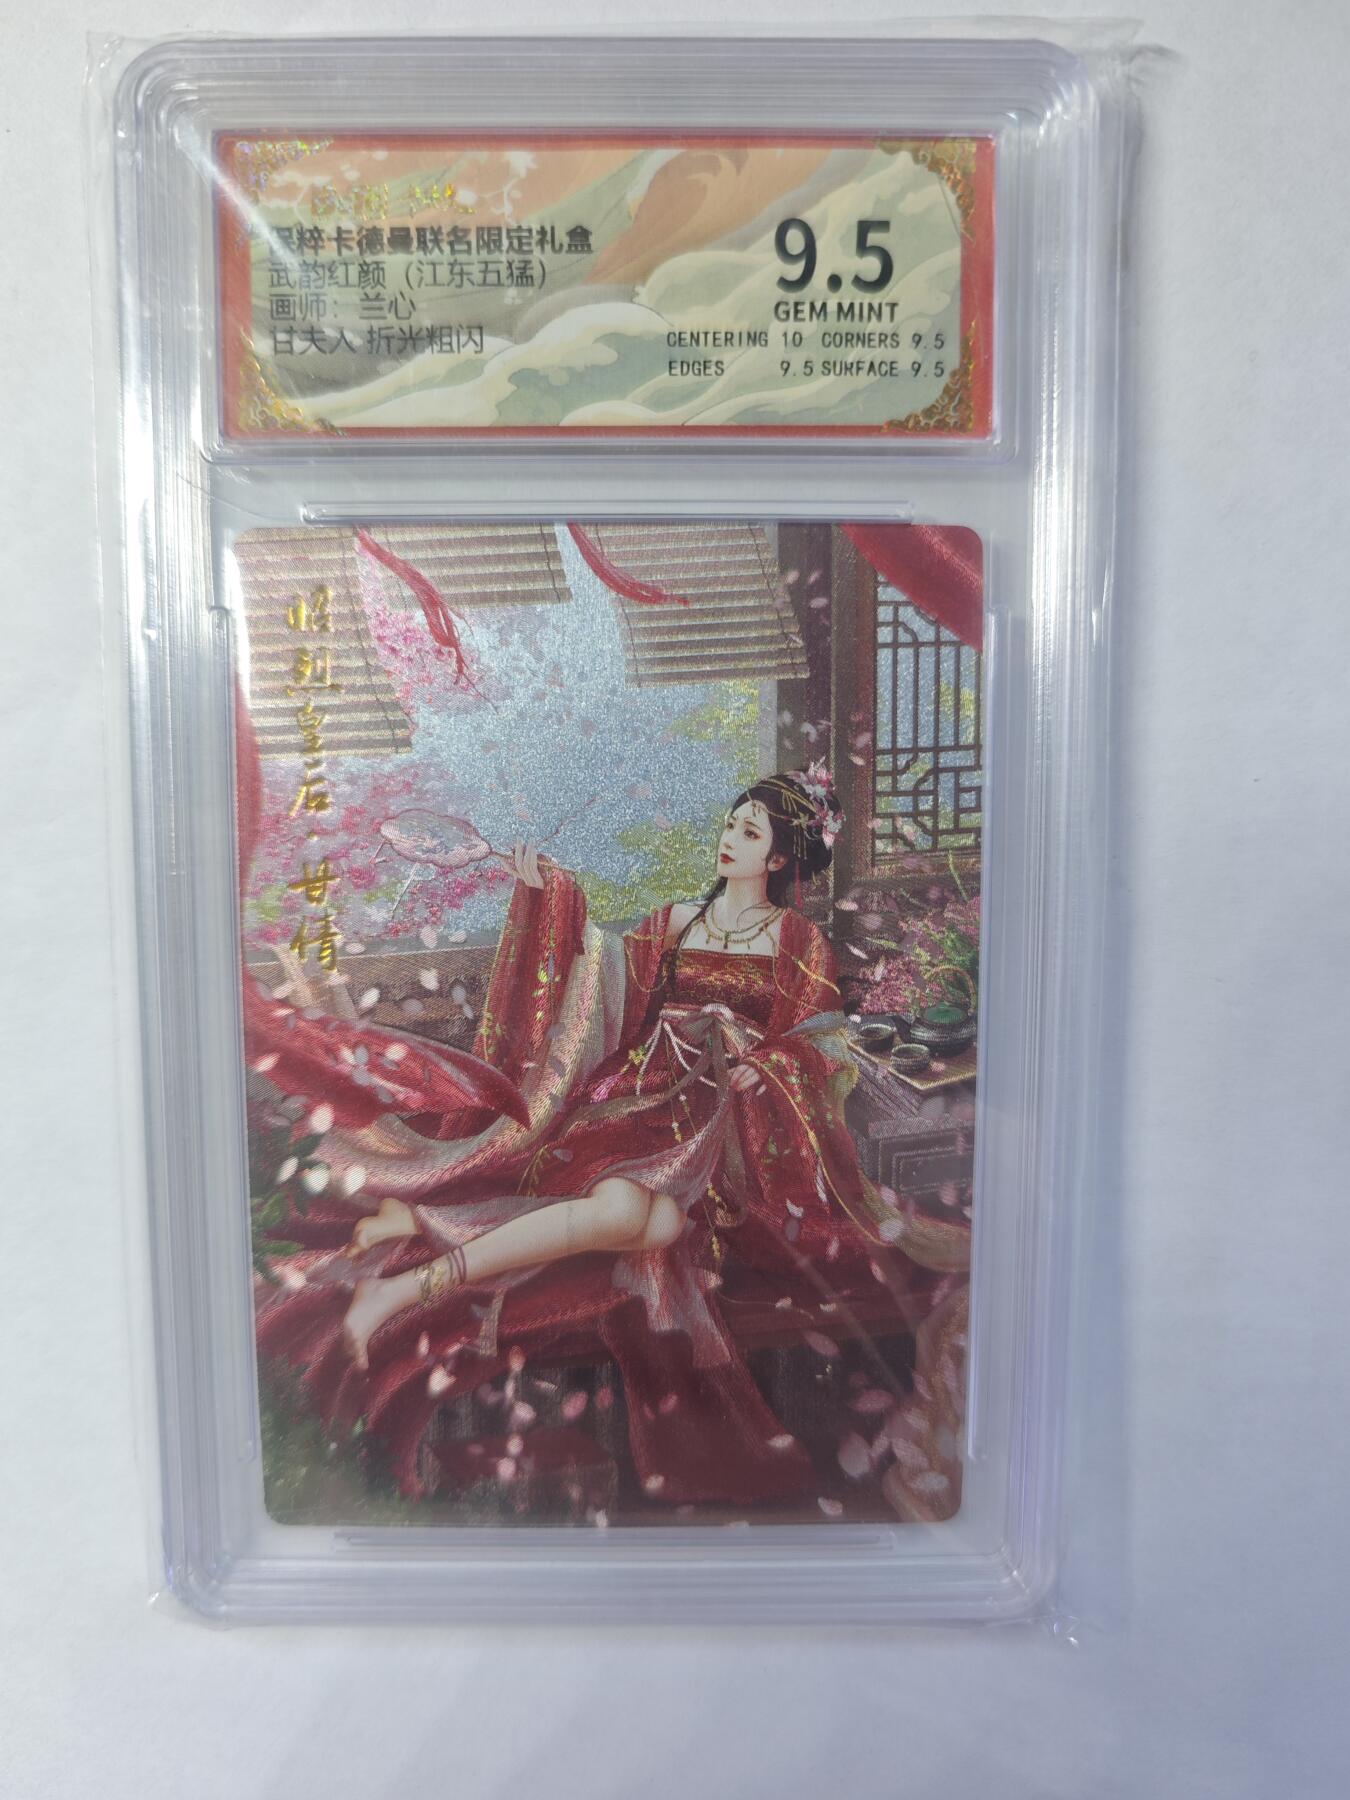 粹卡德曼联名限定礼盒
武韵红颜（江东五猛）
画师：兰心
甘夫人 折光粗闪
9.5
GEM MINT
CENTERING 10 CORNERS 9.5
EDGES 9.5 SURFACE 9.5
昭烈皇后·甘倩